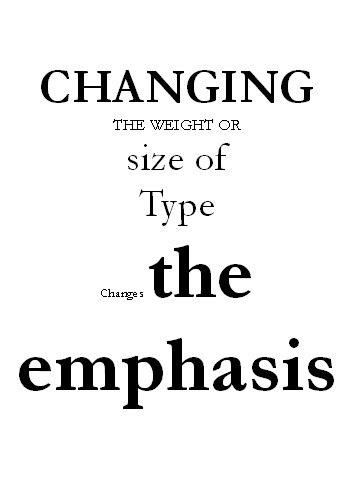 CHANGING
THE WEIGHT OR
size of
Type
Changes the
emphasis